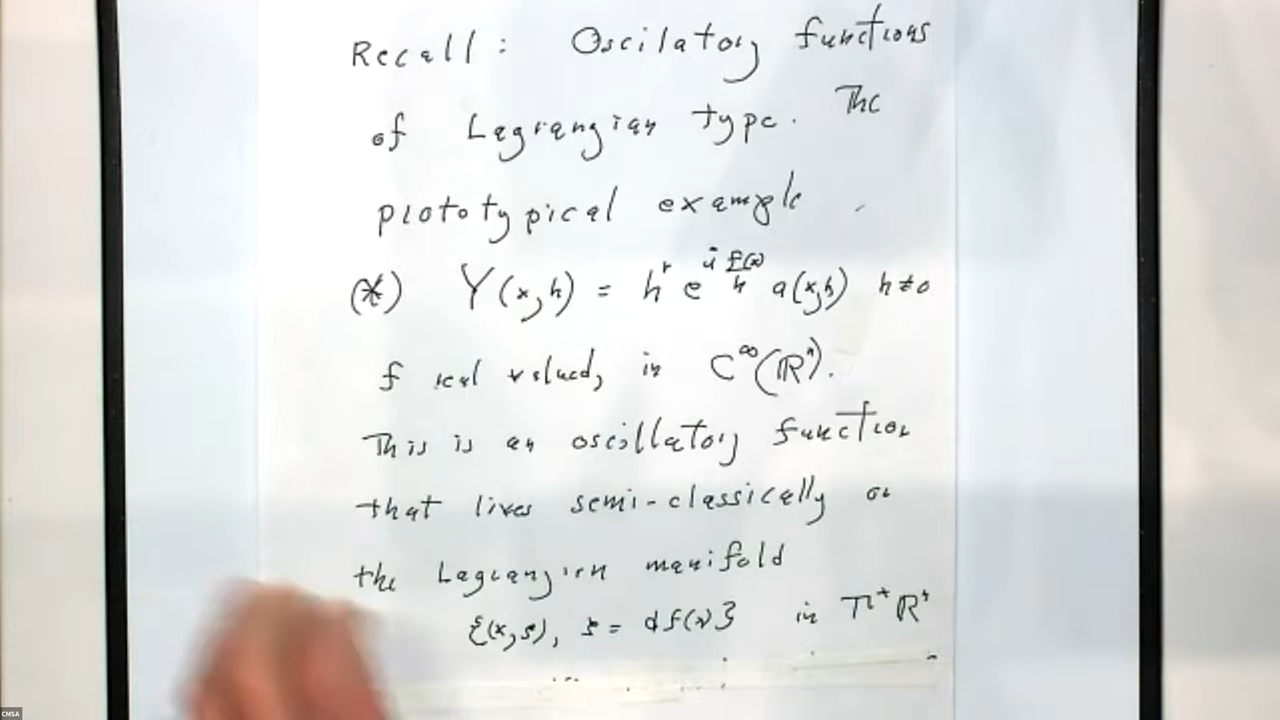 Recall: Oscilatory functions
of Lagrangian type. The
prototypical example
(*) Y(x,h) = h^r e^{i f(x)/h} a(x,h) h≠0
f real valued, in C^∞(ℝ^n).
This is an oscillatory function
that lives semi-classically on
the Lagrangian manifold
{(x,ξ), ξ = df(x)} in T^*ℝ^n
CMSA